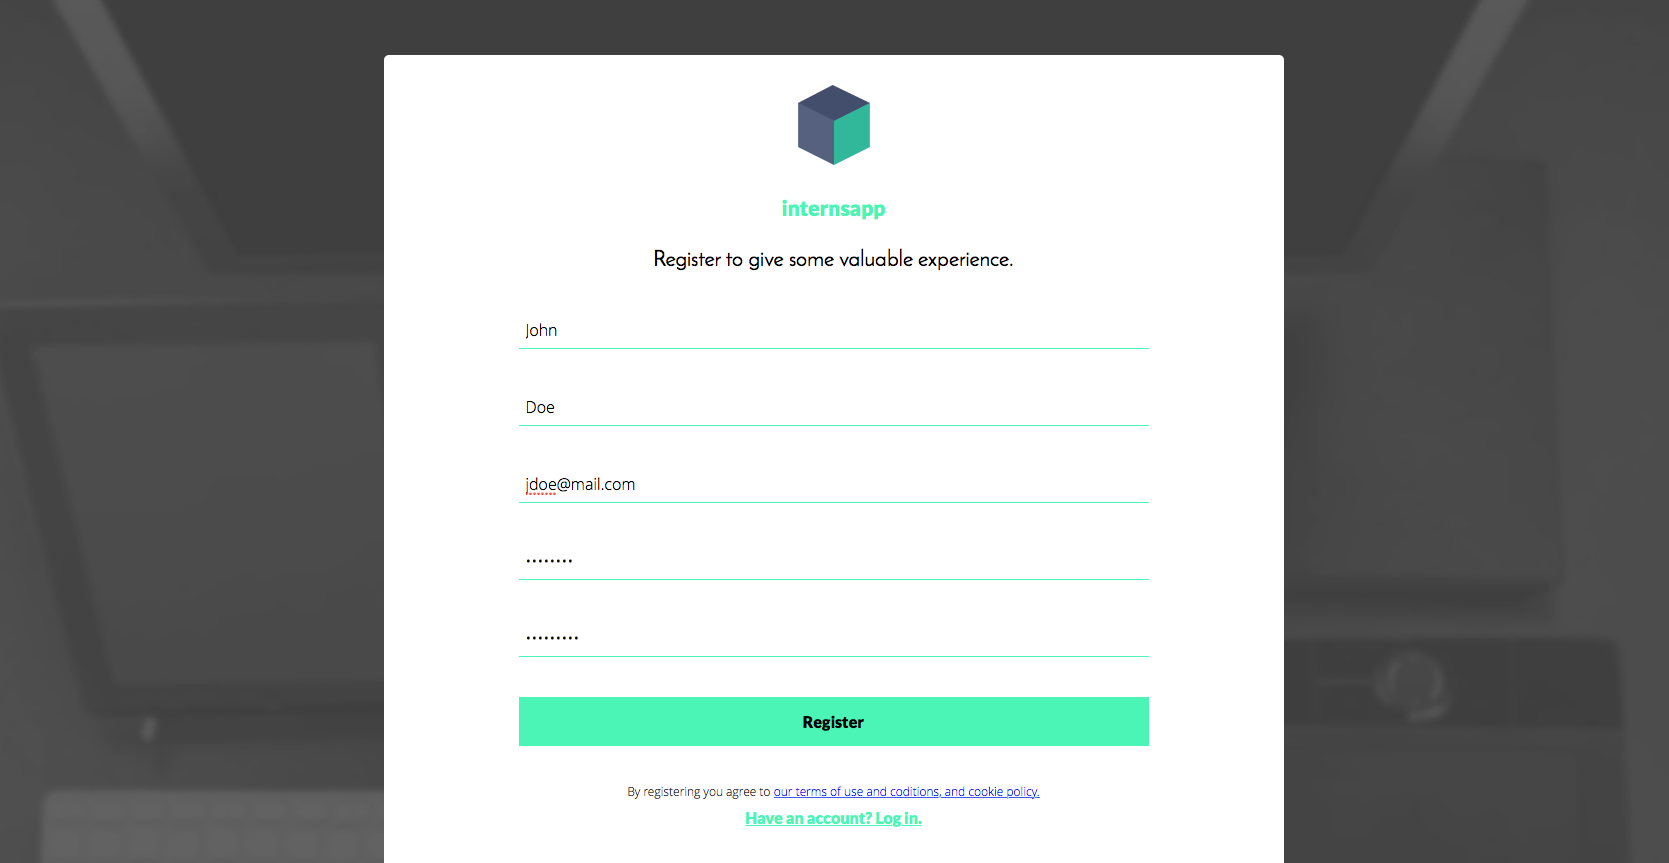 internsapp
Register to give some valuable experience.
John
Doe
jdoe@mail.com
········
·········
Register
By registering you agree to our terms of use and coditions, and cookie policy.
Have an account? Log in.